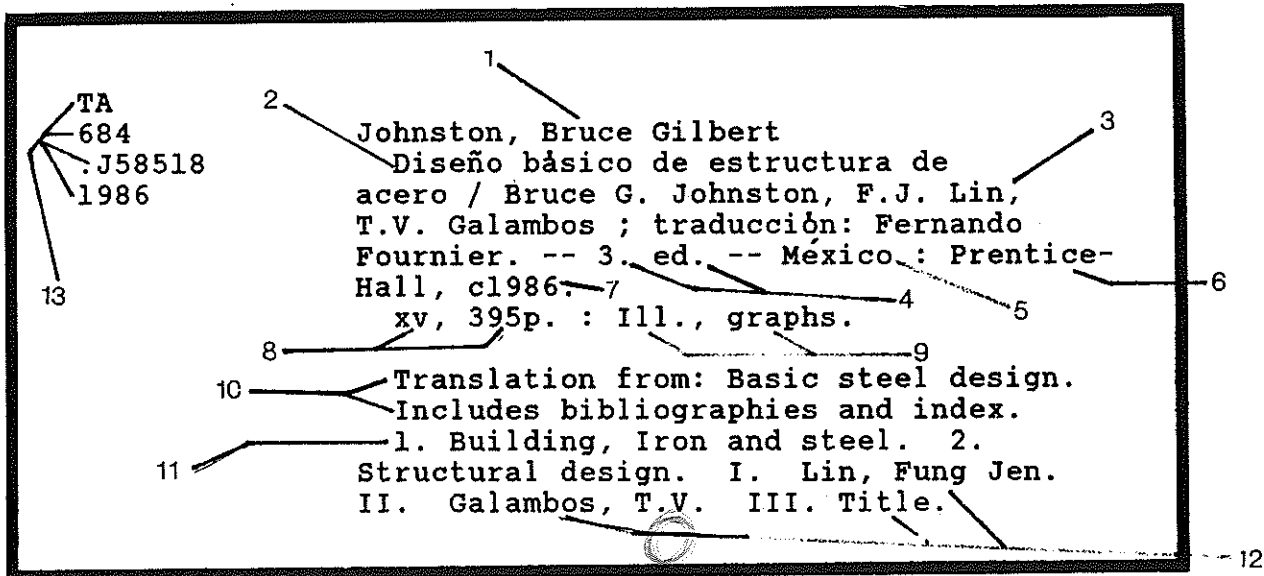 1
2
3
TA
684
.J58518
1986
13
Johnston, Bruce Gilbert
Diseño básico de estructura de
acero / Bruce G. Johnston, F.J. Lin,
T.V. Galambos ; traducción: Fernando
Fournier. -- 3. ed. -- México. : Prentice-
Hall, c1986.
7
4
5
6
xv, 395p. : Ill., graphs.
8
9
10
Translation from: Basic steel design.
Includes bibliographies and index.
11
1. Building, Iron and steel. 2.
Structural design. I. Lin, Fung Jen.
II. Galambos, T.V. III. Title.
12